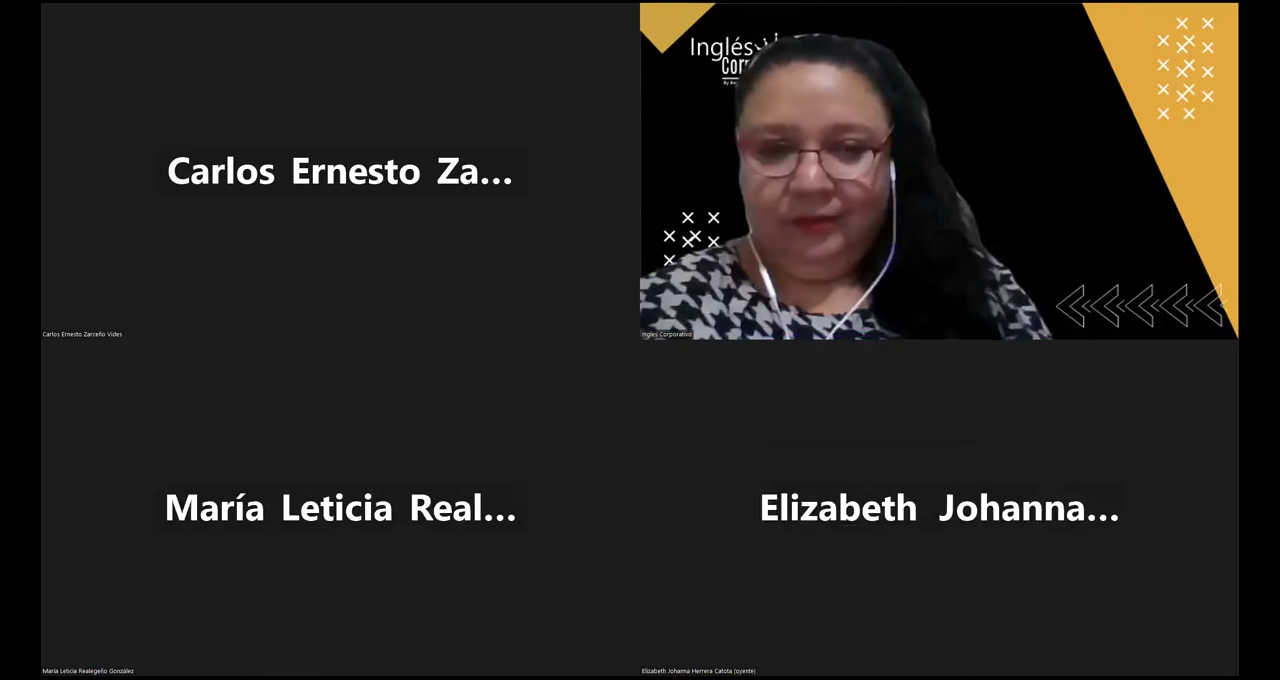 Carlos Ernesto Za...
Carlos Ernesto Zarceño Vides
Inglés
Corp
Ingles Corporativo
María Leticia Real...
María Leticia Realegeño González
Elizabeth Johanna...
Elizabeth Johanna Herrera Catota (oyente)